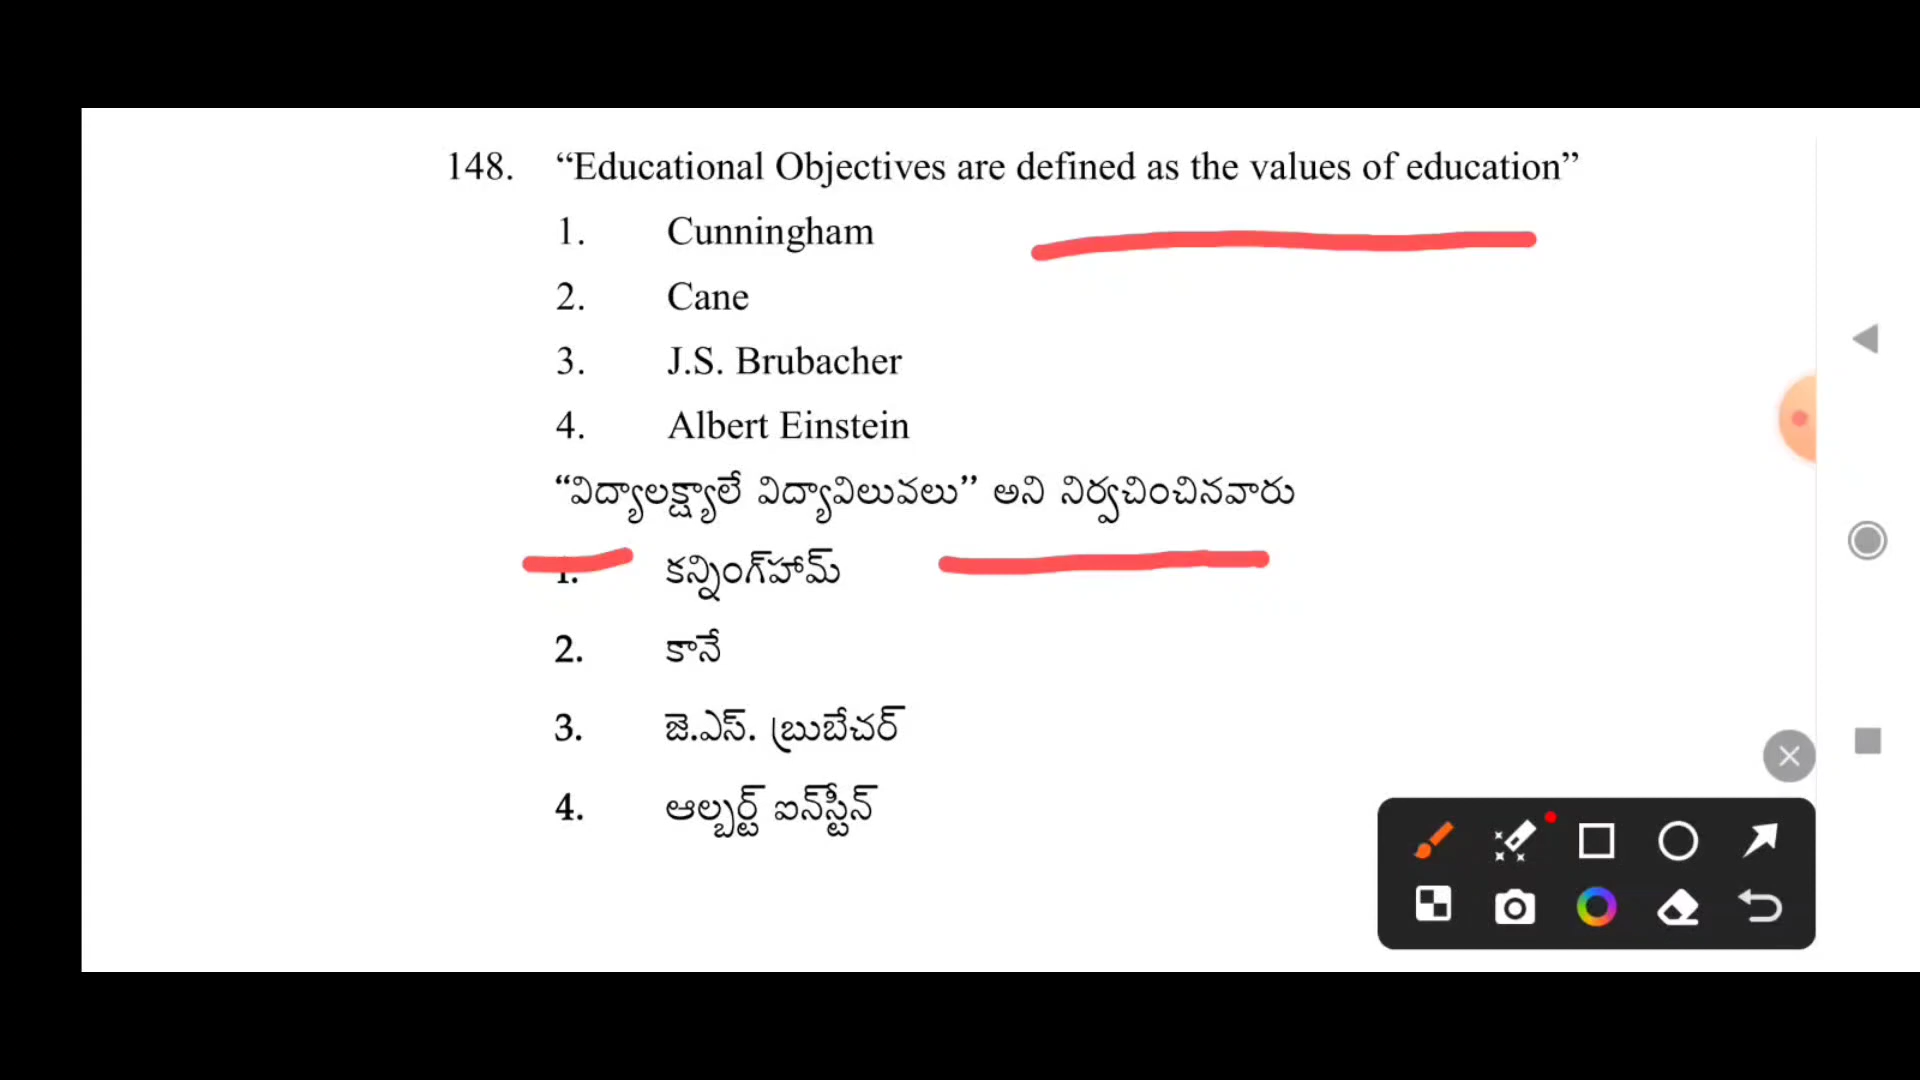 148. “Educational Objectives are defined as the values of education”
1. Cunningham
2. Cane
3. J.S. Brubacher
4. Albert Einstein
“విద్యాలక్ష్యాలే విద్యావిలువలు” అని నిర్వచించినవారు
1. కన్నింగ్‌హామ్
2. కానే
3. జె.ఎస్. బ్రుబేచర్
4. ఆల్బర్ట్ ఐన్‌స్టీన్